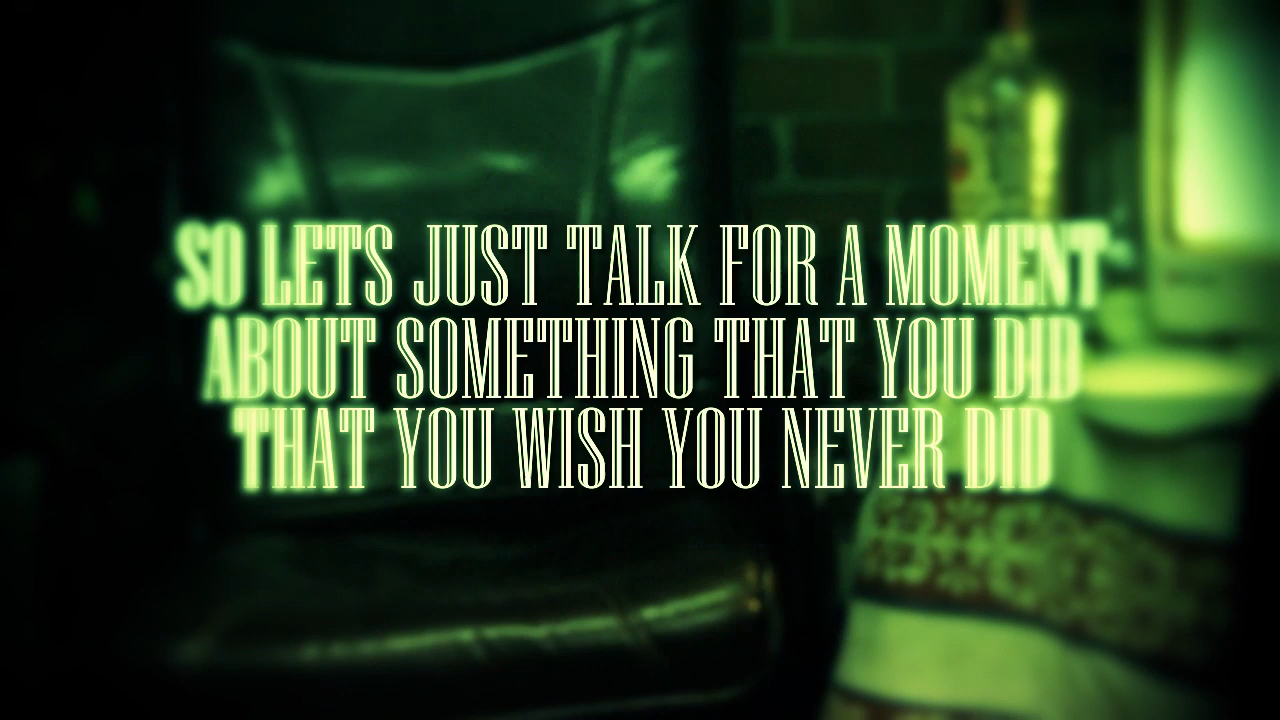 SO LETS JUST TALK FOR A MOMENT
ABOUT SOMETHING THAT YOU DID
THAT YOU WISH YOU NEVER DID